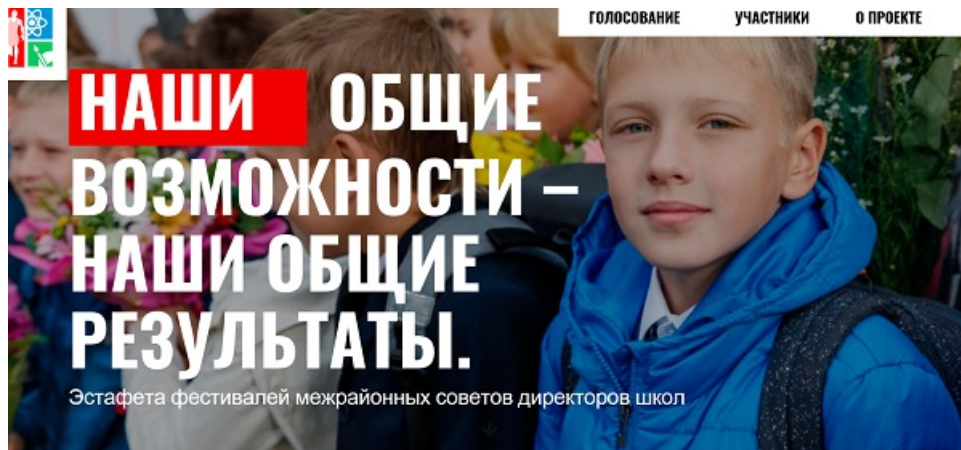 ГОЛОСОВАНИЕ УЧАСТНИКИ О ПРОЕКТЕ
НАШИ ОБЩИЕ
ВОЗМОЖНОСТИ –
НАШИ ОБЩИЕ
РЕЗУЛЬТАТЫ.
Эстафета фестивалей межрайонных советов директоров школ